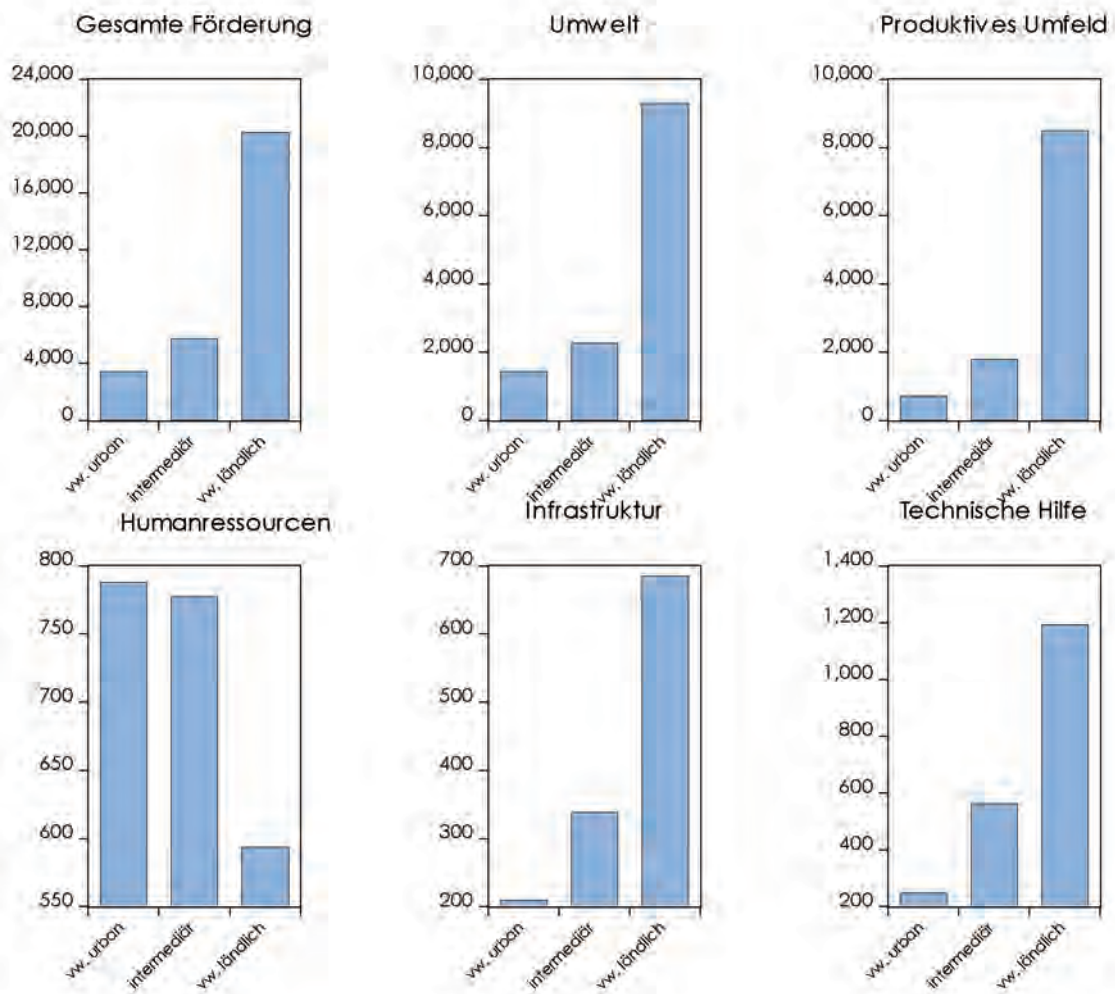 Gesamte Förderung
24,000
20,000
16,000
12,000
8,000
4,000
0
vw. urban
intermediär
vw. ländlich
Umwelt
10,000
8,000
6,000
4,000
2,000
0
vw. urban
intermediär
vw. ländlich
Produktives Umfeld
10,000
8,000
6,000
4,000
2,000
0
vw. urban
intermediär
vw. ländlich
Humanressourcen
800
750
700
650
600
550
vw. urban
intermediär
vw. ländlich
Infrastruktur
700
600
500
400
300
200
vw. urban
intermediär
vw. ländlich
Technische Hilfe
1,400
1,200
1,000
800
600
400
200
vw. urban
intermediär
vw. ländlich